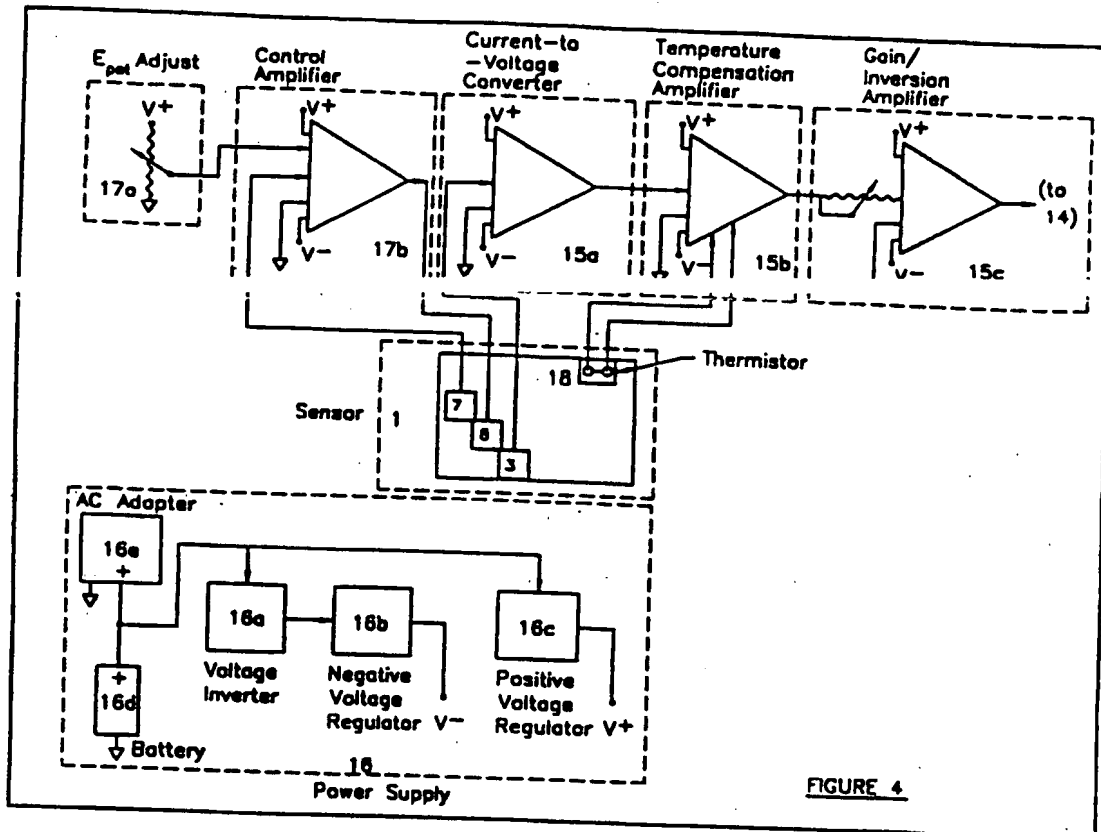 E_pot Adjust
V+
17a
Control
Amplifier
V+
V-
17b
Current-to
-Voltage
Converter
V+
V-
15a
Temperature
Compensation
Amplifier
V+
V-
15b
Gain/
Inversion
Amplifier
V+
V-
15c
(to
14)
Sensor
1
7
8
3
18
Thermistor
AC Adapter
16e
+
+
16d
Battery
16a
Voltage
Inverter
16b
Negative
Voltage
Regulator
V-
16c
Positive
Voltage
Regulator
V+
16
Power Supply
FIGURE 4